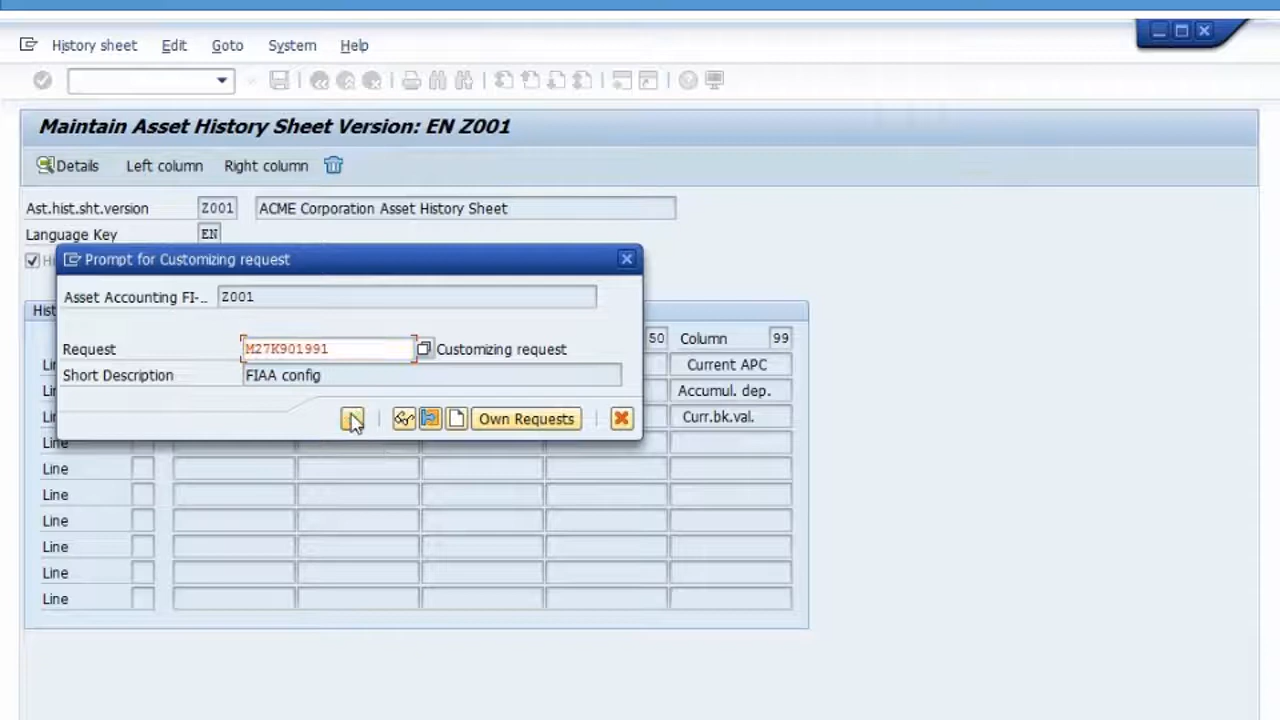 History sheet Edit Goto System Help
Maintain Asset History Sheet Version: EN Z001
Details Left column Right column
Ast.hist.sht.version Z001 ACME Corporation Asset History Sheet
Language Key EN
Prompt for Customizing request
Asset Accounting FI-... Z001
Hist
50 Column 99
Request M27K901991 Customizing request
Current APC
Short Description FIAA config
Accumul. dep.
Curr.bk.val.
Own Requests
Line
Line
Line
Line
Line
Line
Line